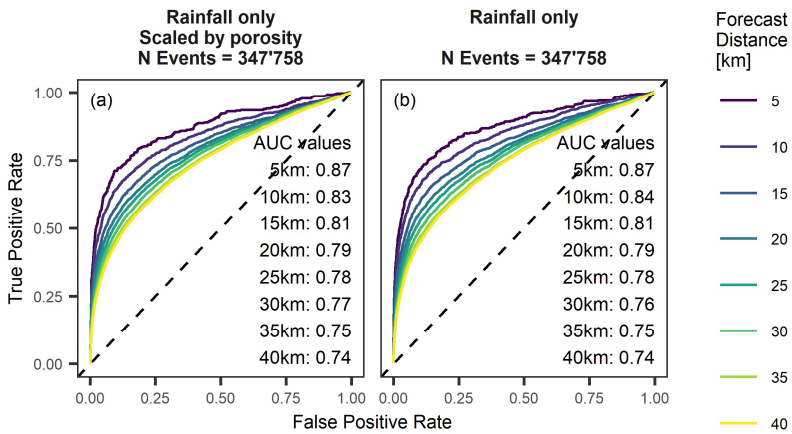 Rainfall only
Scaled by porosity
N Events = 347'758
Rainfall only
N Events = 347'758
Forecast
Distance
[km]
5
10
15
20
25
30
35
40
True Positive Rate
1.00
0.75
0.50
0.25
0.00
(a)
AUC values
5km: 0.87
10km: 0.83
15km: 0.81
20km: 0.79
25km: 0.78
30km: 0.77
35km: 0.75
40km: 0.74
0.00 0.25 0.50 0.75 1.00
(b)
AUC values
5km: 0.87
10km: 0.84
15km: 0.81
20km: 0.79
25km: 0.78
30km: 0.76
35km: 0.75
40km: 0.74
0.00 0.25 0.50 0.75 1.00
False Positive Rate